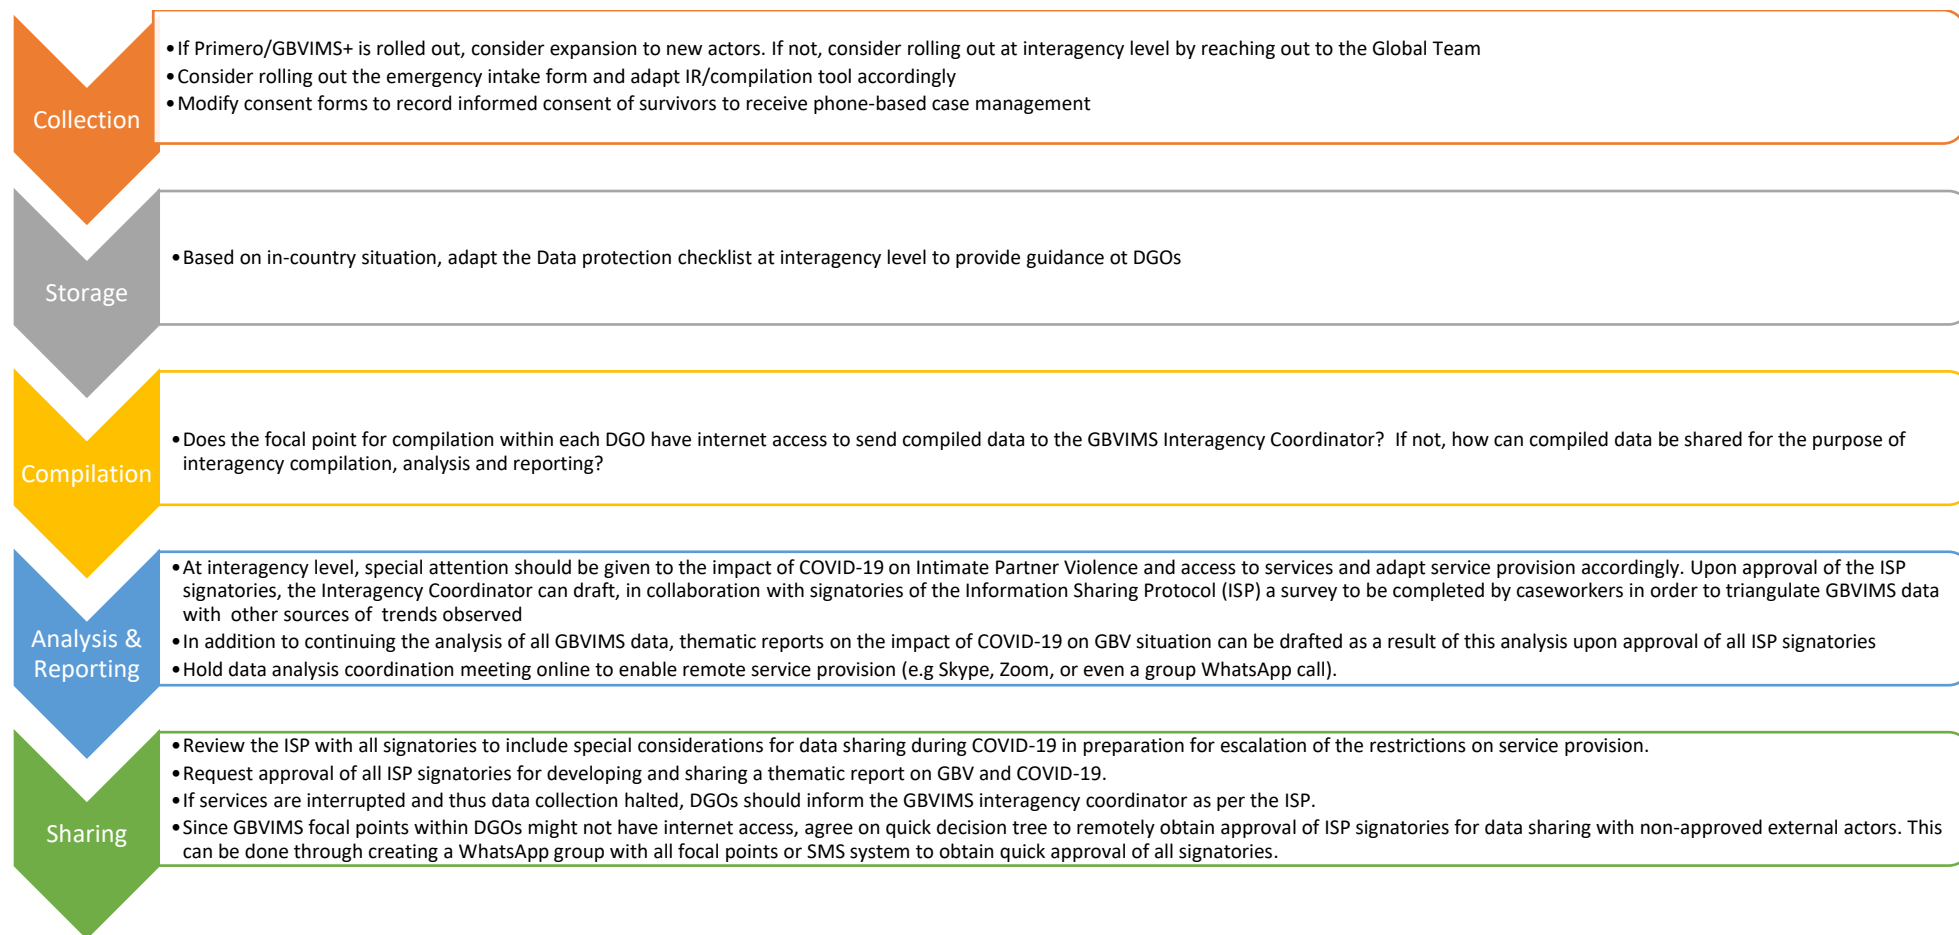 • If Primero/GBVIMS+ is rolled out, consider expansion to new actors. If not, consider rolling out at interagency level by reaching out to the Global Team
• Consider rolling out the emergency intake form and adapt IR/compilation tool accordingly
• Modify consent forms to record informed consent of survivors to receive phone-based case management
Collection
• Based on in-country situation, adapt the Data protection checklist at interagency level to provide guidance ot DGOs
Storage
• Does the focal point for compilation within each DGO have internet access to send compiled data to the GBVIMS Interagency Coordinator?  If not, how can compiled data be shared for the purpose of
interagency compilation, analysis and reporting?
Compilation
• At interagency level, special attention should be given to the impact of COVID-19 on Intimate Partner Violence and access to services and adapt service provision accordingly. Upon approval of the ISP
signatories, the Interagency Coordinator can draft, in collaboration with signatories of the Information Sharing Protocol (ISP) a survey to be completed by caseworkers in order to triangulate GBVIMS data
with  other sources of  trends observed
• In addition to continuing the analysis of all GBVIMS data, thematic reports on the impact of COVID-19 on GBV situation can be drafted as a result of this analysis upon approval of all ISP signatories
• Hold data analysis coordination meeting online to enable remote service provision (e.g Skype, Zoom, or even a group WhatsApp call).
Analysis &
Reporting
• Review the ISP with all signatories to include special considerations for data sharing during COVID-19 in preparation for escalation of the restrictions on service provision.
• Request approval of all ISP signatories for developing and sharing a thematic report on GBV and COVID-19.
• If services are interrupted and thus data collection halted, DGOs should inform the GBVIMS interagency coordinator as per the ISP.
• Since GBVIMS focal points within DGOs might not have internet access, agree on quick decision tree to remotely obtain approval of ISP signatories for data sharing with non-approved external actors. This
can be done through creating a WhatsApp group with all focal points or SMS system to obtain quick approval of all signatories.
Sharing